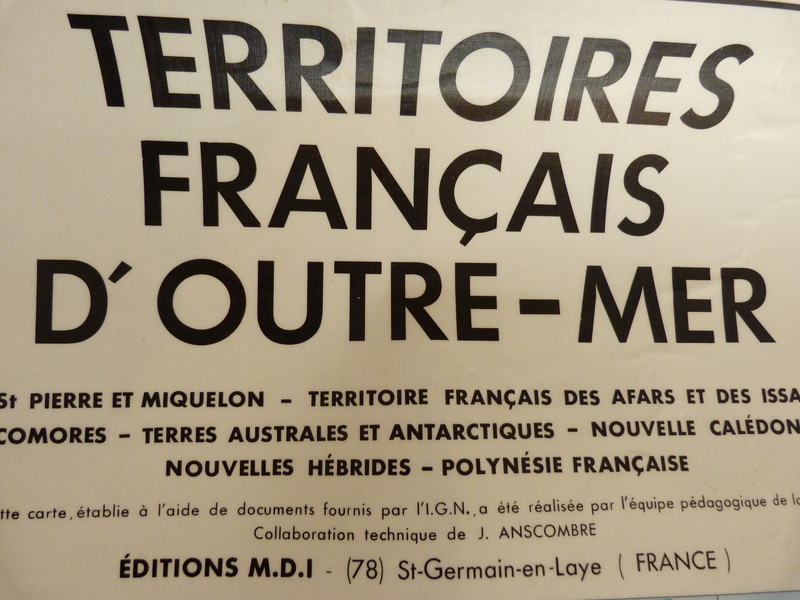 TERRITOIRES
FRANÇAIS
D'OUTRE-MER
St PIERRE ET MIQUELON - TERRITOIRE FRANÇAIS DES AFARS ET DES ISSA
COMORES - TERRES AUSTRALES ET ANTARCTIQUES - NOUVELLE CALÉDON
NOUVELLES HÉBRIDES - POLYNÉSIE FRANÇAISE
tte carte, établie à l'aide de documents fournis par l'I.G.N., a été réalisée par l'équipe pédagogique de la
Collaboration technique de J. ANSCOMBRE
ÉDITIONS M.D.I - (78) St-Germain-en-Laye ( FRANCE )